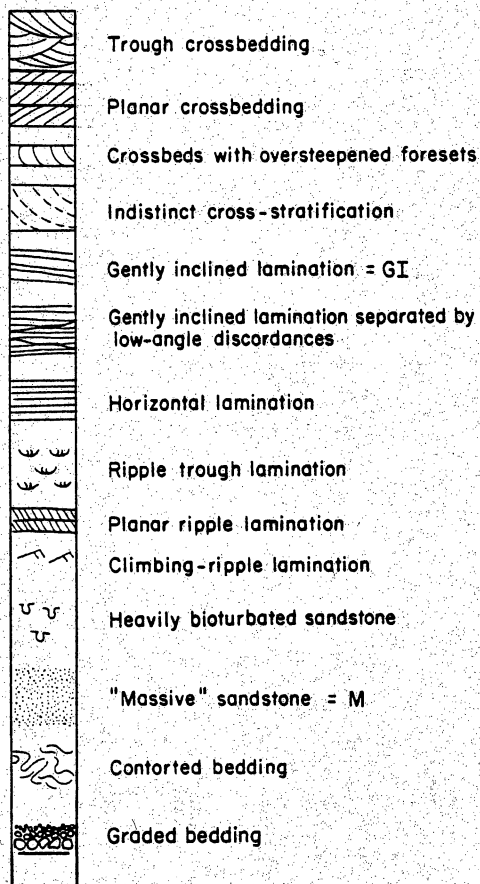 Trough crossbedding
Planar crossbedding
Crossbeds with oversteepened foresets
Indistinct cross-stratification
Gently inclined lamination = GI
Gently inclined lamination separated by
low-angle discordances
Horizontal lamination
Ripple trough lamination
Planar ripple lamination
Climbing-ripple lamination
Heavily bioturbated sandstone
"Massive" sandstone = M
Contorted bedding
Graded bedding